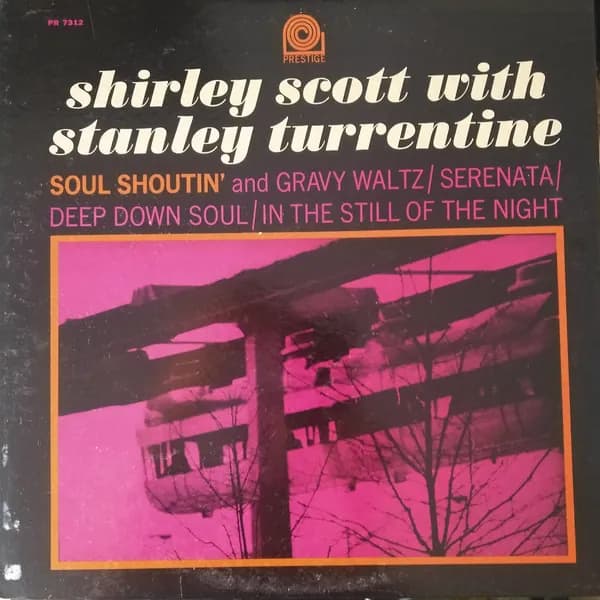 PR 7312
PRESTIGE
shirley scott with
stanley turrentine
SOUL SHOUTIN' and GRAVY WALTZ/SERENATA/
DEEP DOWN SOUL/IN THE STILL OF THE NIGHT